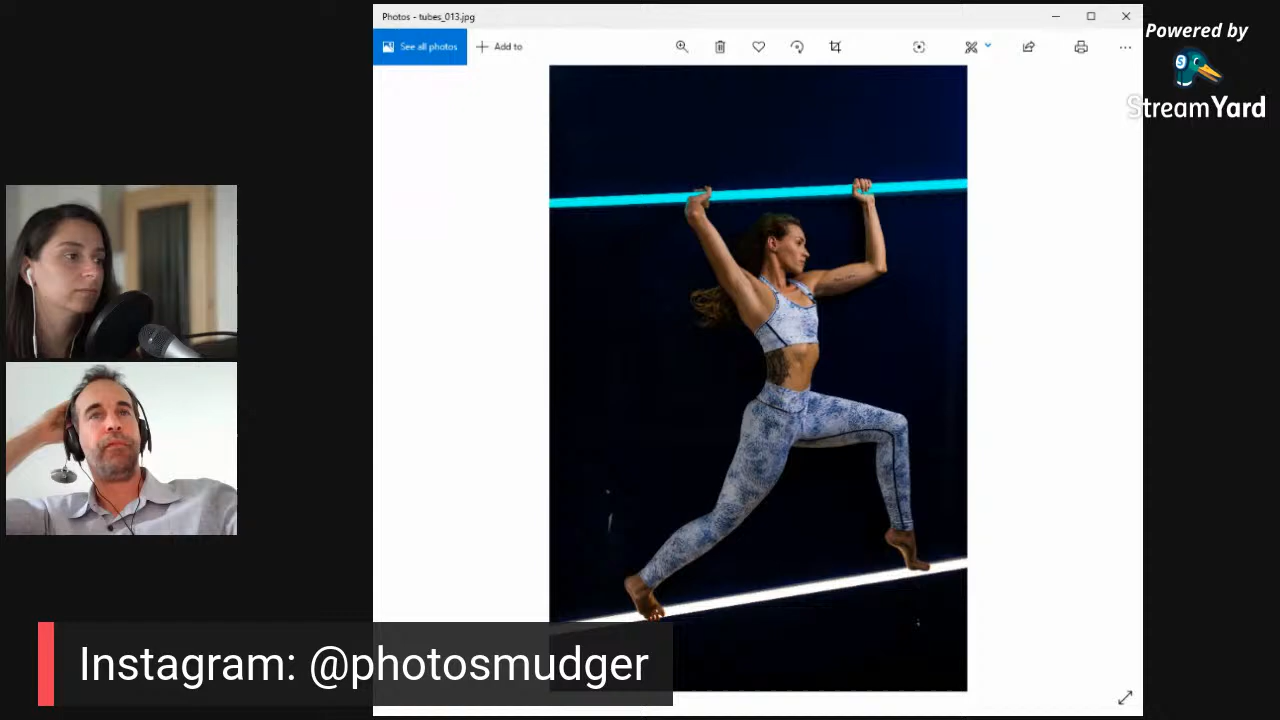 Photos - tubes_013.jpg
See all photos
Add to
Powered by
StreamYard
Instagram: @photosmudger